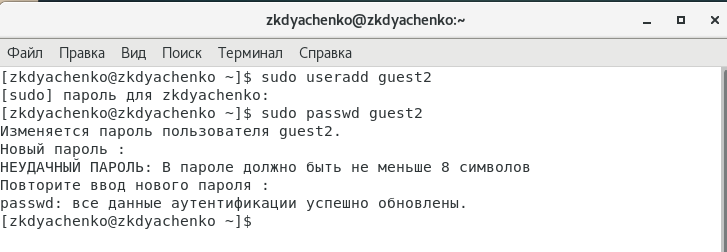 zkdyachenko@zkdyachenko:~
Файл Правка Вид Поиск Терминал Справка
[zkdyachenko@zkdyachenko ~]$ sudo useradd guest2
[sudo] пароль для zkdyachenko:
[zkdyachenko@zkdyachenko ~]$ sudo passwd guest2
Изменяется пароль пользователя guest2.
Новый пароль :
НЕУДАЧНЫЙ ПАРОЛЬ: В пароле должно быть не меньше 8 символов
Повторите ввод нового пароля :
passwd: все данные аутентификации успешно обновлены.
[zkdyachenko@zkdyachenko ~]$